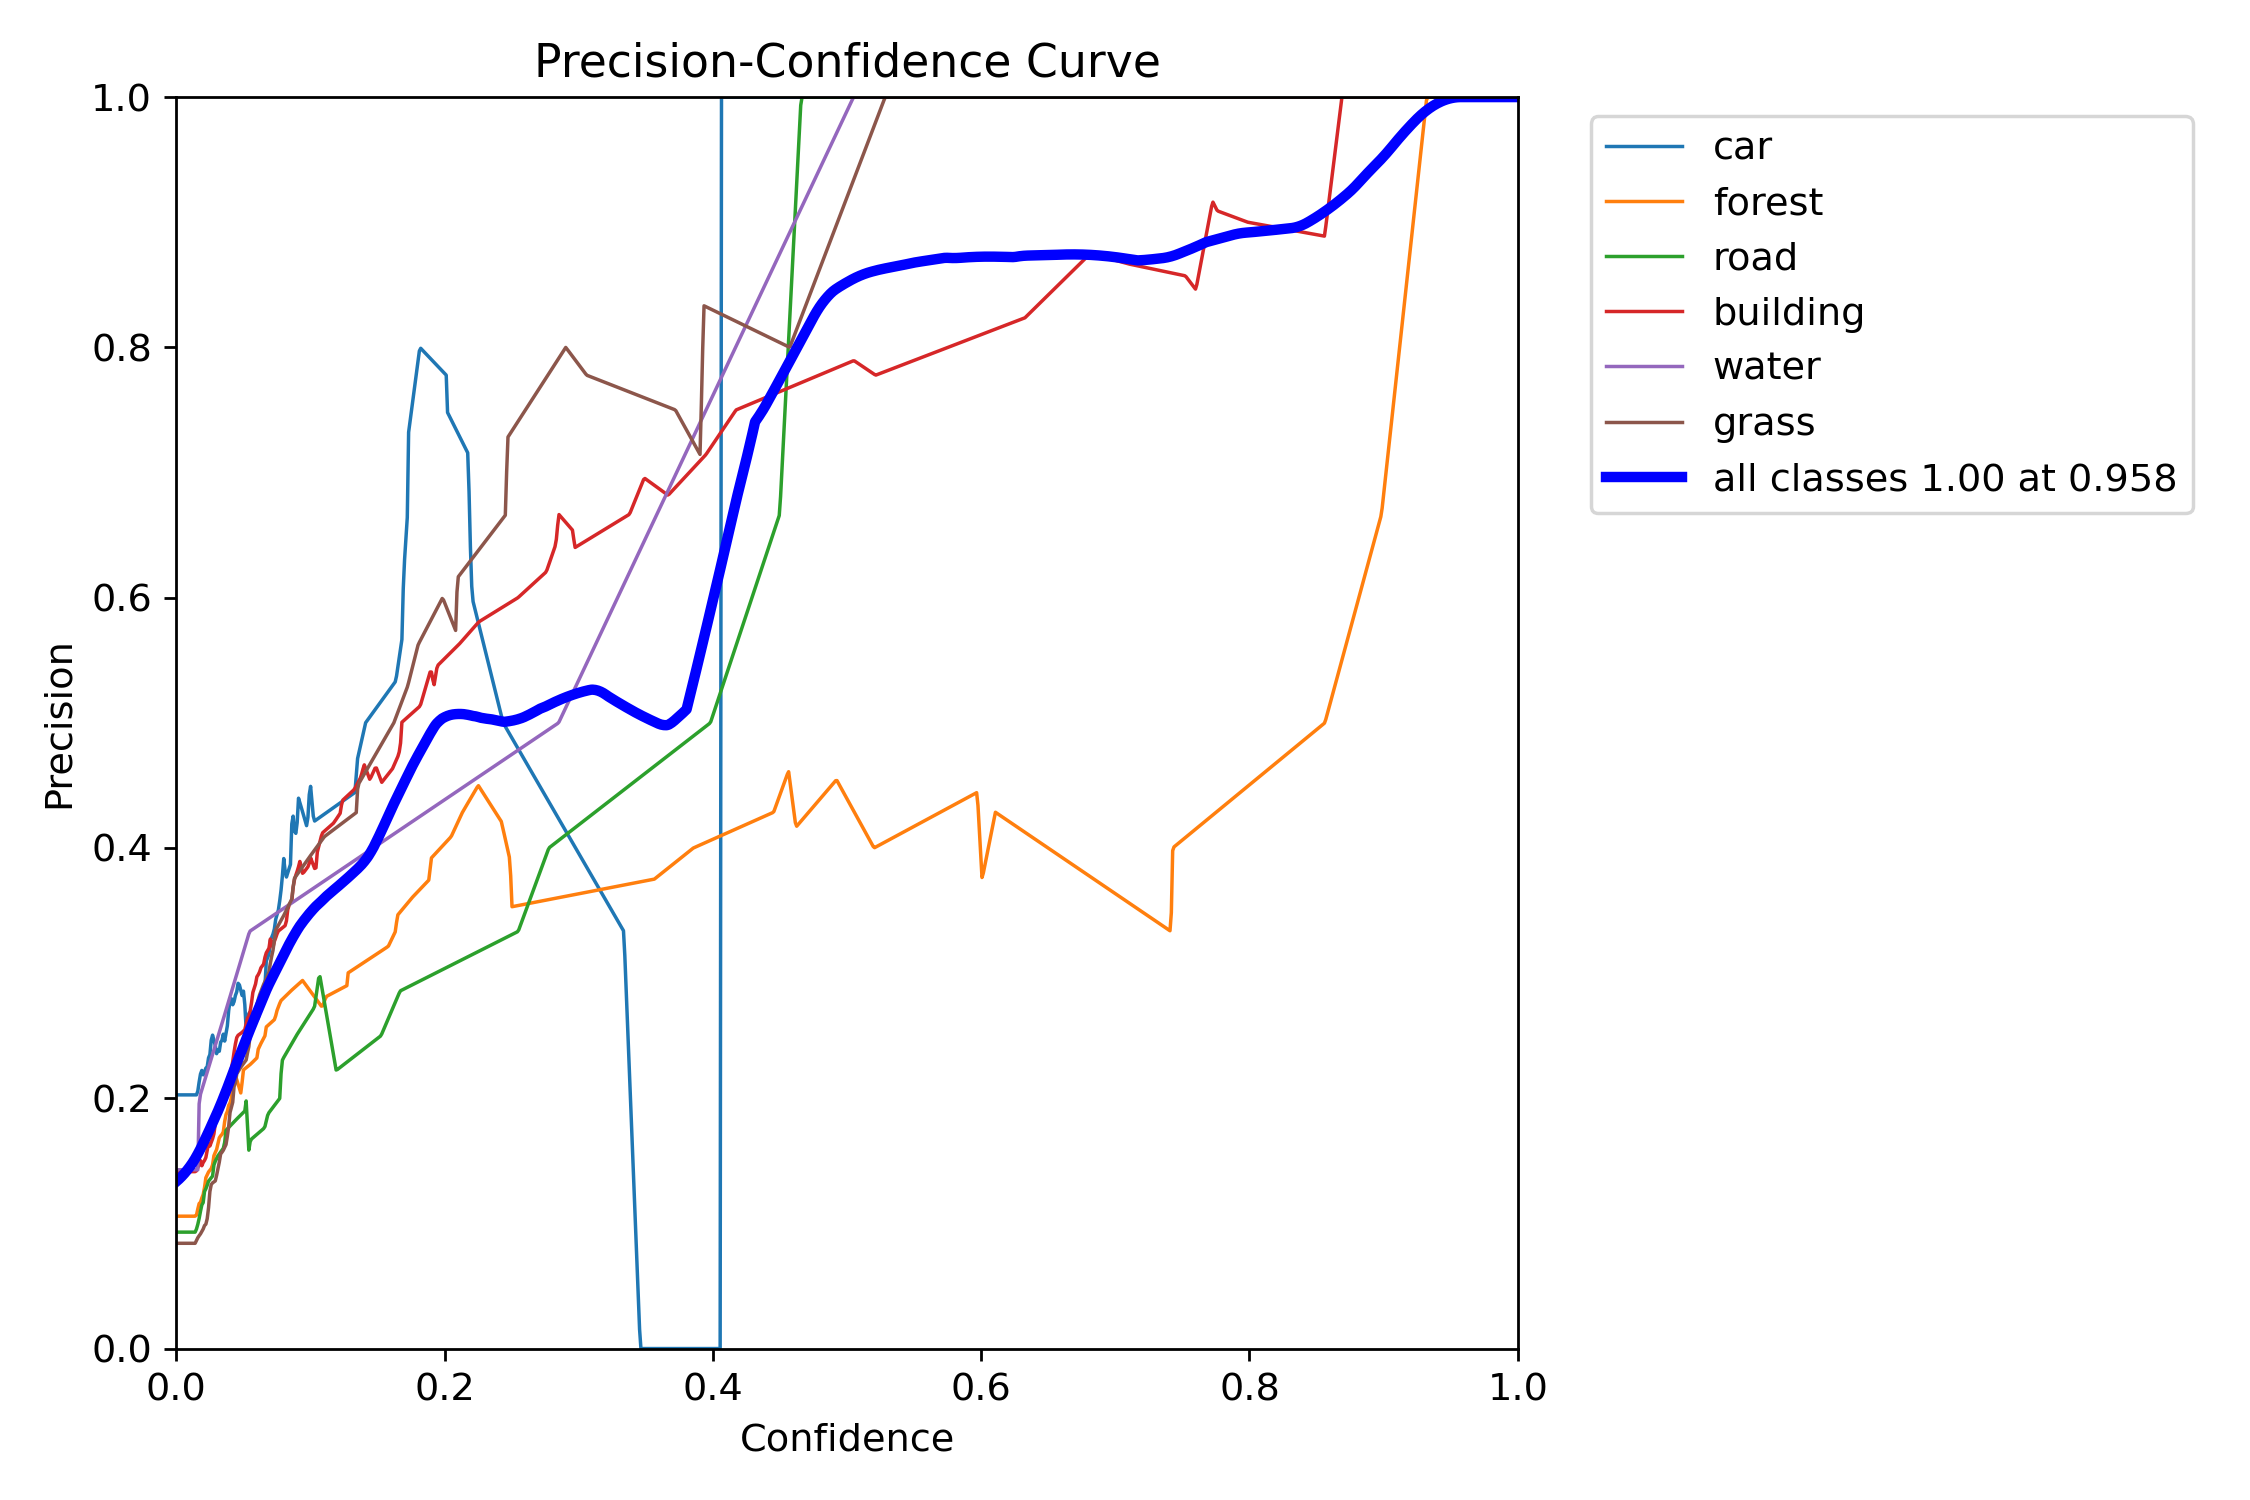 Precision-Confidence Curve
1.0
0.8
0.6
0.4
0.2
0.0
Precision
0.0 0.2 0.4 0.6 0.8 1.0
Confidence
car
forest
road
building
water
grass
all classes 1.00 at 0.958